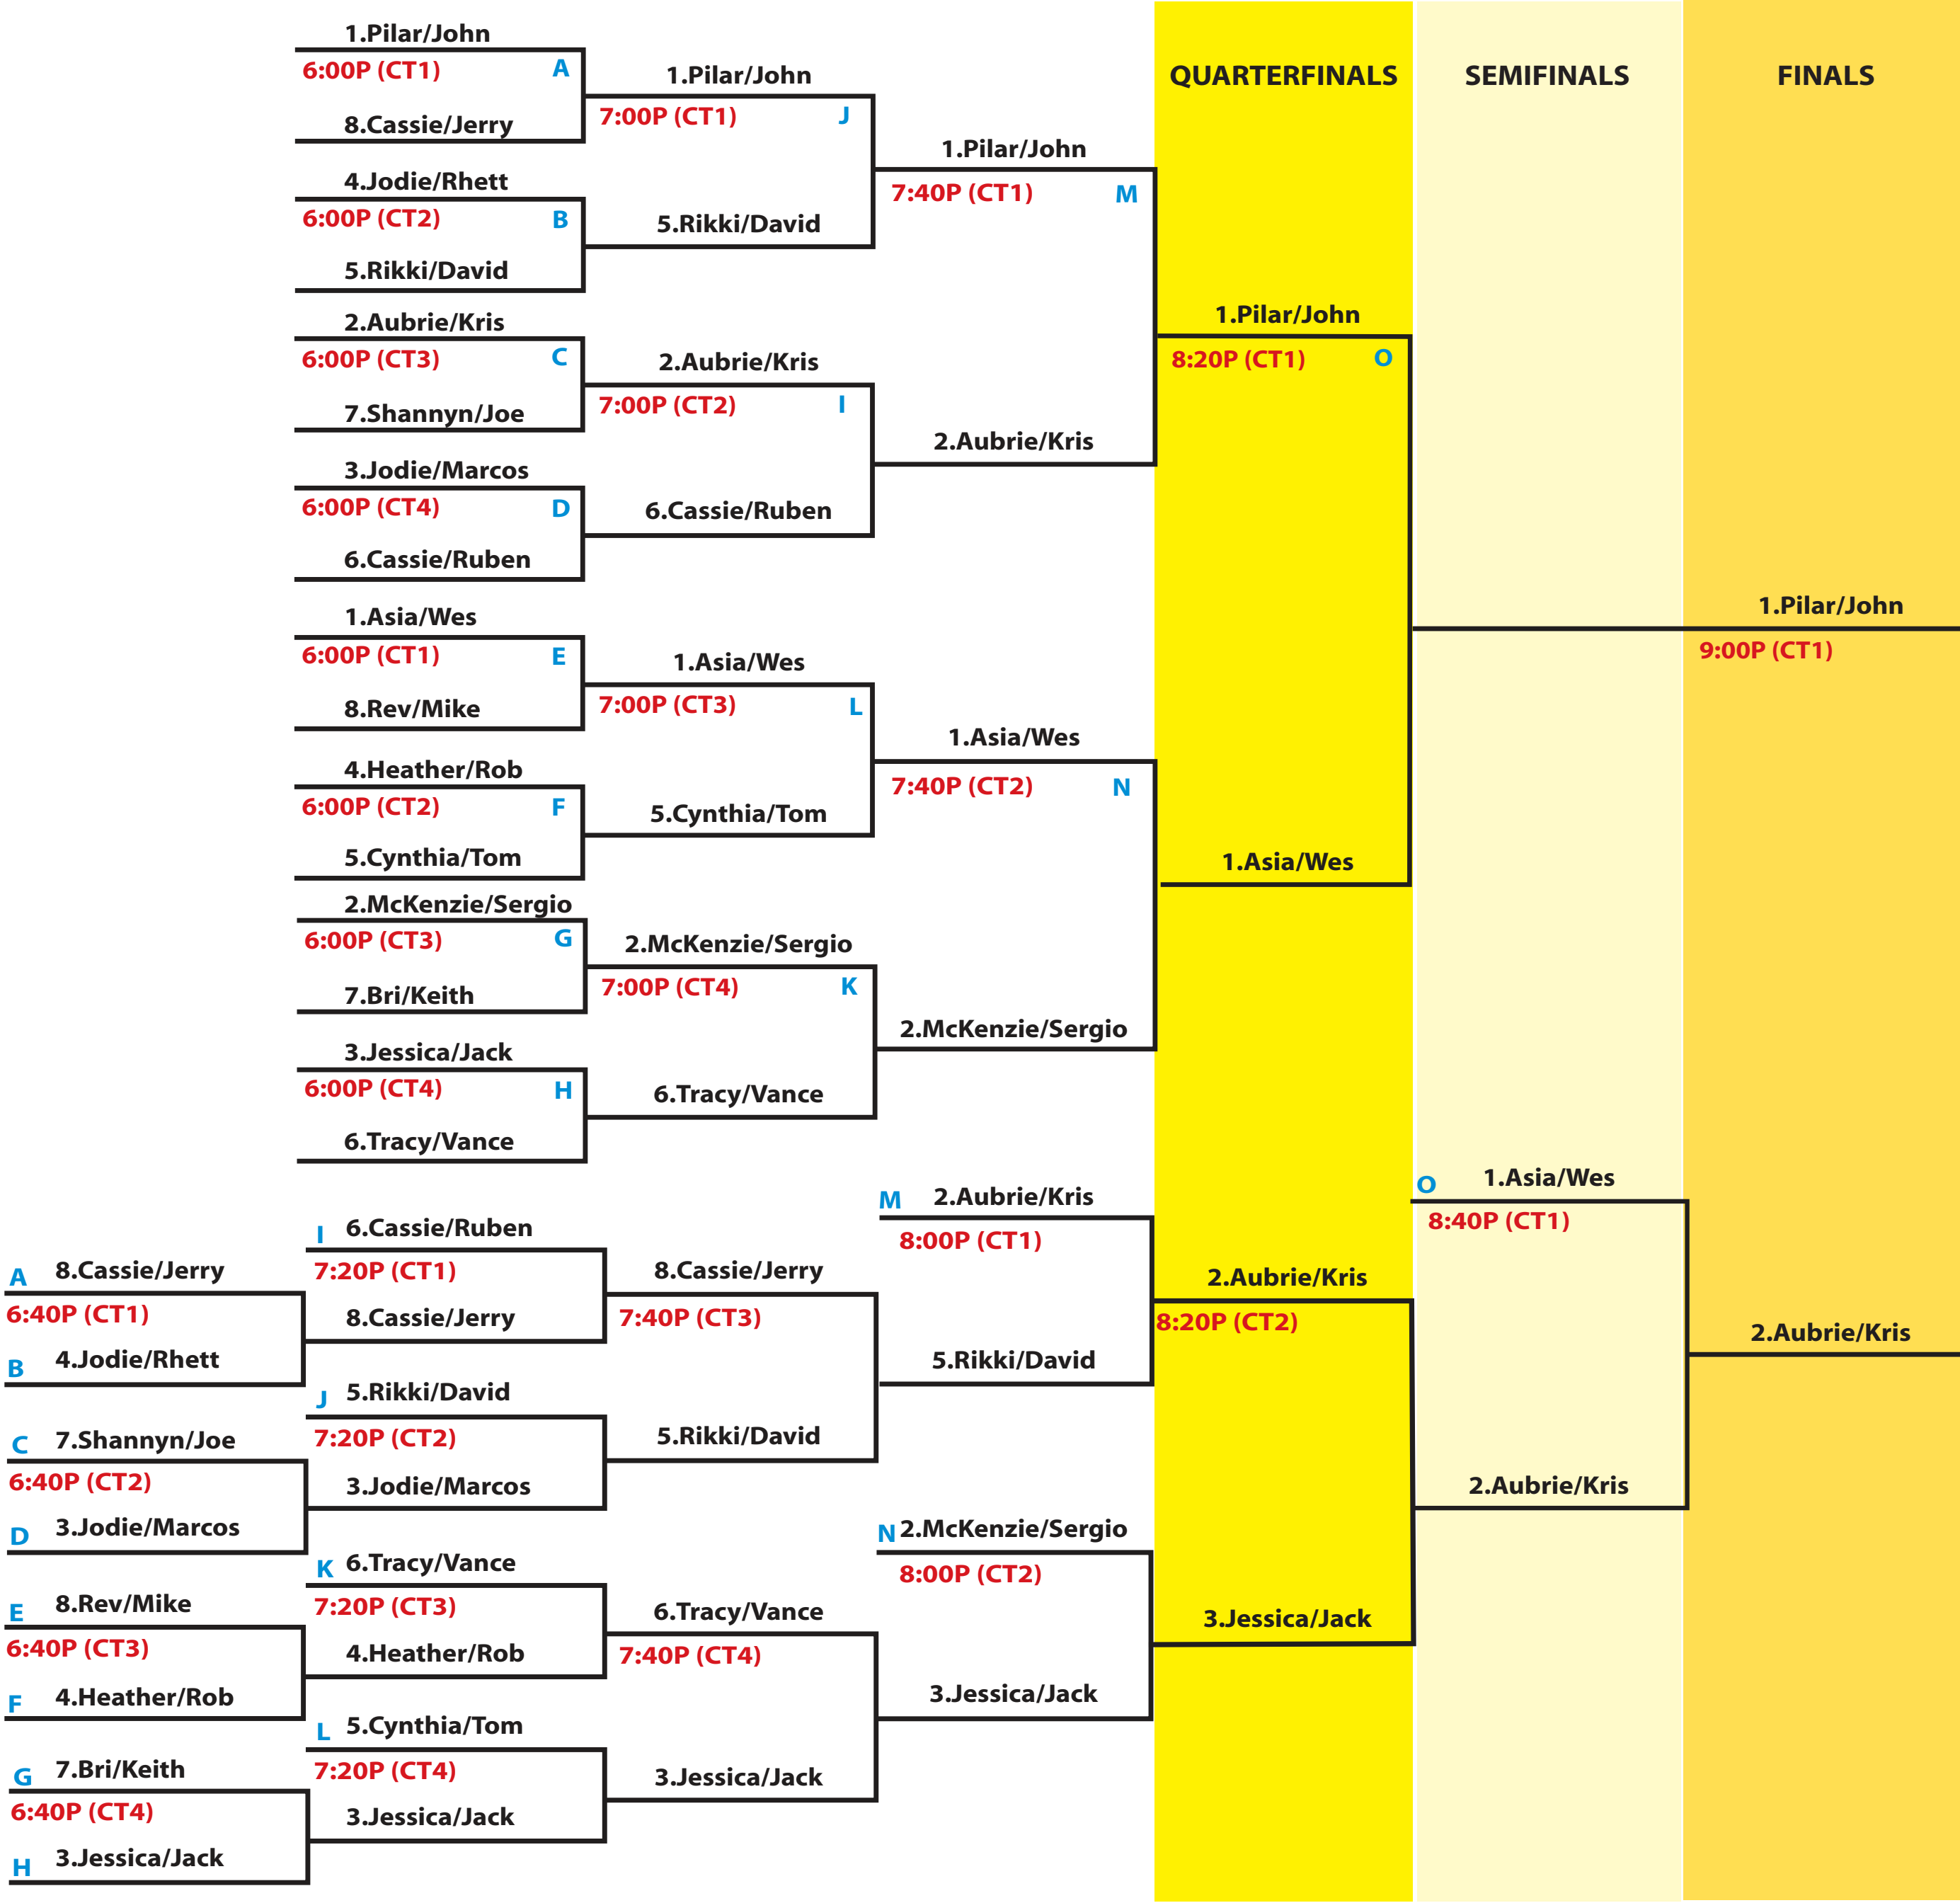 QUARTERFINALS
SEMIFINALS
FINALS
1.Pilar/John
6:00P (CT1) A
8.Cassie/Jerry
4.Jodie/Rhett
6:00P (CT2) B
5.Rikki/David
2.Aubrie/Kris
6:00P (CT3) C
7.Shannyn/Joe
3.Jodie/Marcos
6:00P (CT4) D
6.Cassie/Ruben
1.Asia/Wes
6:00P (CT1) E
8.Rev/Mike
4.Heather/Rob
6:00P (CT2) F
5.Cynthia/Tom
2.McKenzie/Sergio
6:00P (CT3) G
7.Bri/Keith
3.Jessica/Jack
6:00P (CT4) H
6.Tracy/Vance
1.Pilar/John
7:00P (CT1) J
5.Rikki/David
2.Aubrie/Kris
7:00P (CT2) I
6.Cassie/Ruben
1.Asia/Wes
7:00P (CT3) L
5.Cynthia/Tom
2.McKenzie/Sergio
7:00P (CT4) K
6.Tracy/Vance
1.Pilar/John
7:40P (CT1) M
2.Aubrie/Kris
1.Asia/Wes
7:40P (CT2) N
2.McKenzie/Sergio
1.Pilar/John
8:20P (CT1) O
1.Asia/Wes
1.Pilar/John
9:00P (CT1)
A 8.Cassie/Jerry
6:40P (CT1)
B 4.Jodie/Rhett
C 7.Shannyn/Joe
6:40P (CT2)
D 3.Jodie/Marcos
E 8.Rev/Mike
6:40P (CT3)
F 4.Heather/Rob
G 7.Bri/Keith
6:40P (CT4)
H 3.Jessica/Jack
I 6.Cassie/Ruben
7:20P (CT1)
8.Cassie/Jerry
J 5.Rikki/David
7:20P (CT2)
3.Jodie/Marcos
K 6.Tracy/Vance
7:20P (CT3)
4.Heather/Rob
L 5.Cynthia/Tom
7:20P (CT4)
3.Jessica/Jack
8.Cassie/Jerry
7:40P (CT3)
5.Rikki/David
6.Tracy/Vance
7:40P (CT4)
3.Jessica/Jack
M 2.Aubrie/Kris
8:00P (CT1)
5.Rikki/David
N 2.McKenzie/Sergio
8:00P (CT2)
3.Jessica/Jack
2.Aubrie/Kris
8:20P (CT2)
3.Jessica/Jack
O 1.Asia/Wes
8:40P (CT1)
2.Aubrie/Kris
2.Aubrie/Kris